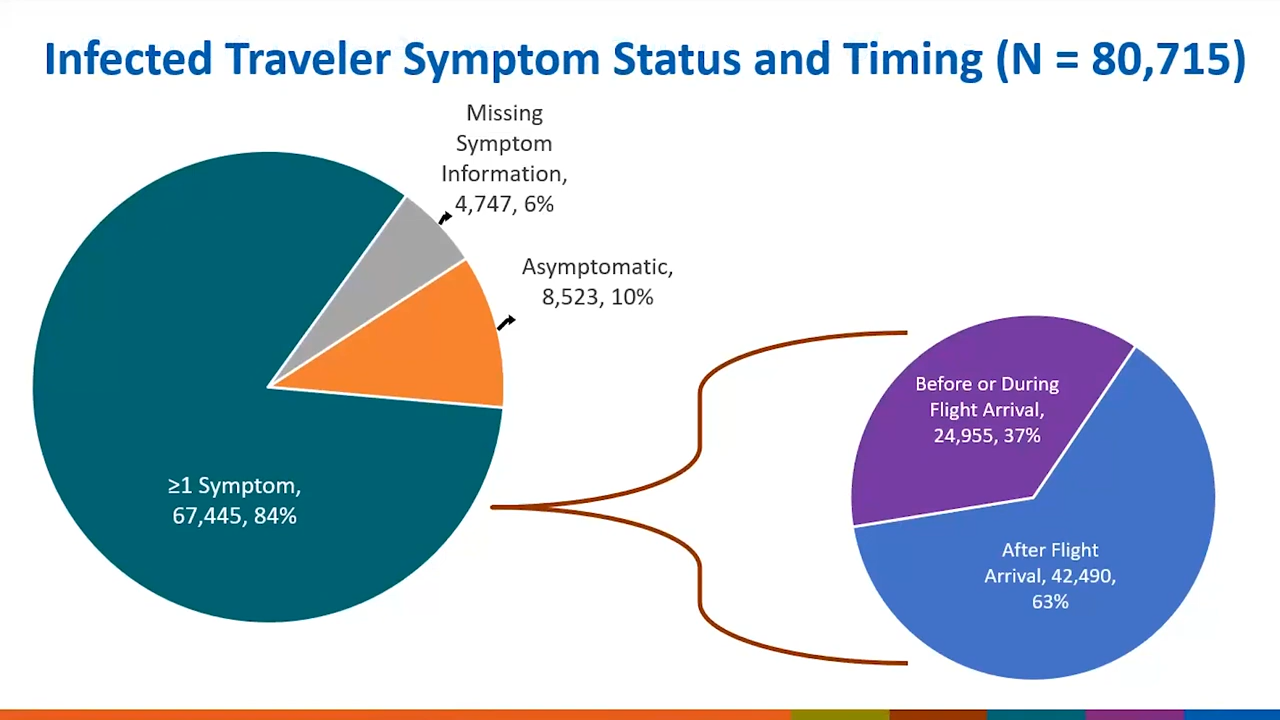 Infected Traveler Symptom Status and Timing (N = 80,715)
Missing
Symptom
Information,
4,747, 6%
Asymptomatic,
8,523, 10%
≥1 Symptom,
67,445, 84%
Before or During
Flight Arrival,
24,955, 37%
After Flight
Arrival, 42,490,
63%